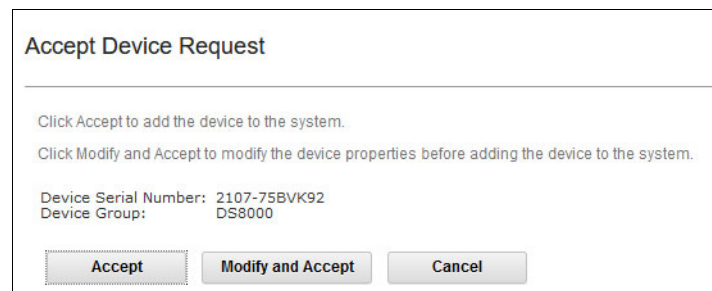 Accept Device Request
Click Accept to add the device to the system.
Click Modify and Accept to modify the device properties before adding the device to the system.
Device Serial Number: 2107-75BVK92
Device Group: DS8000
Accept Modify and Accept Cancel